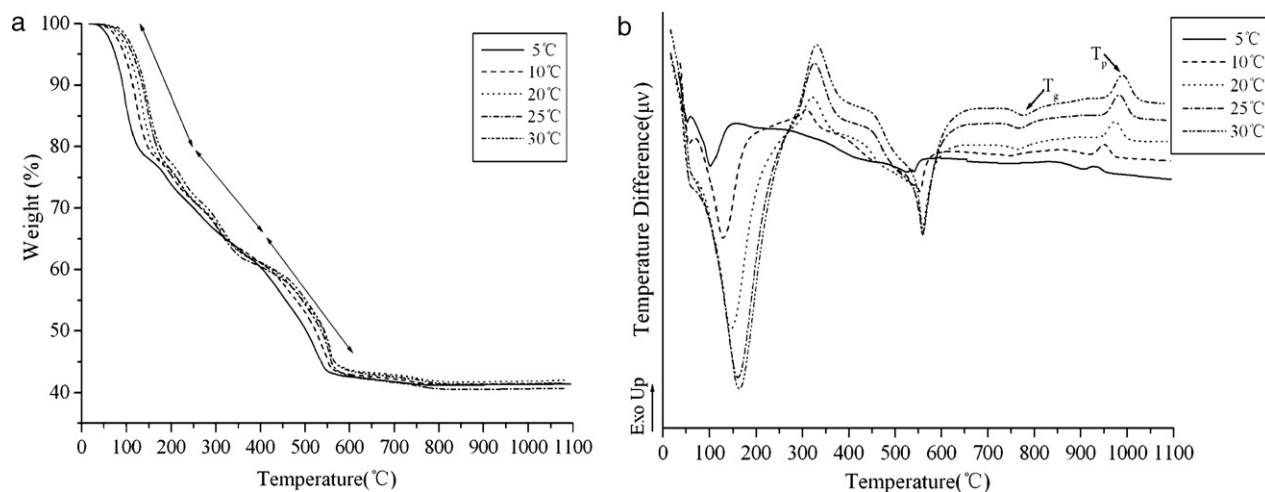 a
100
90
80
70
60
50
40
Weight (%)
0 100 200 300 400 500 600 700 800 900 1000 1100
Temperature(℃)
5℃
10℃
20℃
25℃
30℃
b
Temperature Difference(μv)
Exo Up
T_g
T_p
5℃
10℃
20℃
25℃
30℃
0 100 200 300 400 500 600 700 800 900 1000 1100
Temperature(℃)